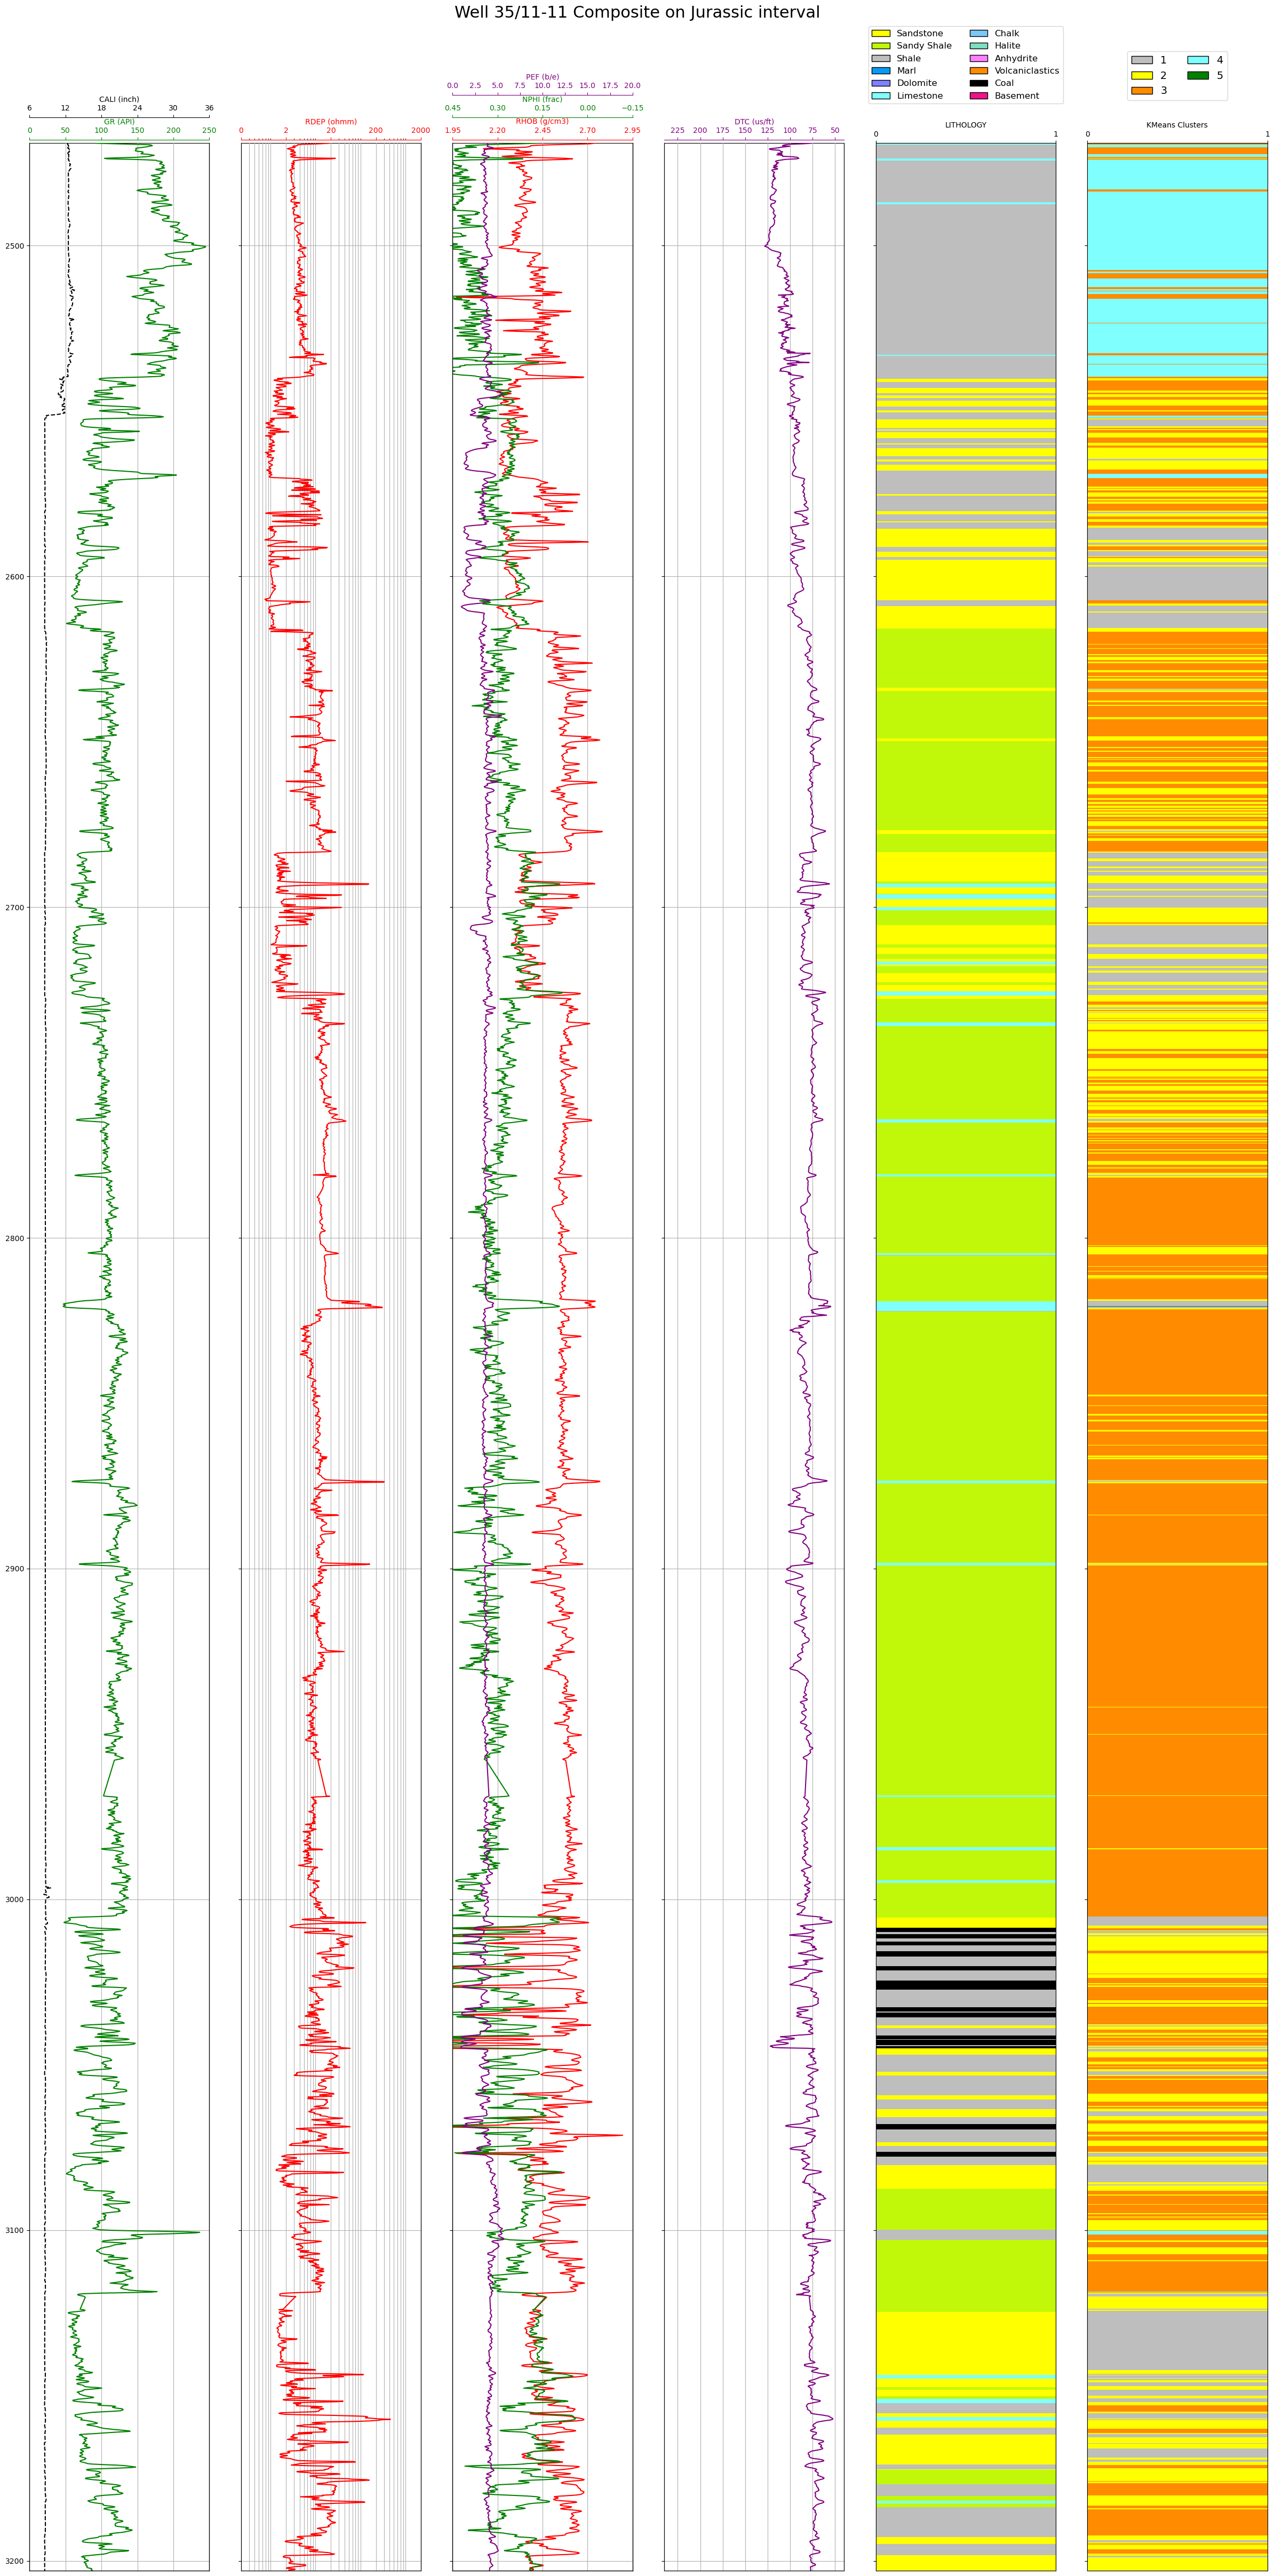 Well 35/11-11 Composite on Jurassic interval
Sandstone Chalk
Sandy Shale Halite
Shale Anhydrite
Marl Volcaniclastics
Dolomite Coal
Limestone Basement
1 4
2 5
3
PEF (b/e)
0.0 2.5 5.0 7.5 10.0 12.5 15.0 17.5 20.0
CALI (inch) NPHI (frac)
6 12 18 24 30 36 0.45 0.30 0.15 0.00 −0.15
GR (API) RDEP (ohmm) RHOB (g/cm3) DTC (us/ft) LITHOLOGY KMeans Clusters
0 50 100 150 200 250 0 2 20 200 2000 1.95 2.20 2.45 2.70 2.95 225 200 175 150 125 100 75 50 0 1 0 1
2500
2600
2700
2800
2900
3000
3100
3200